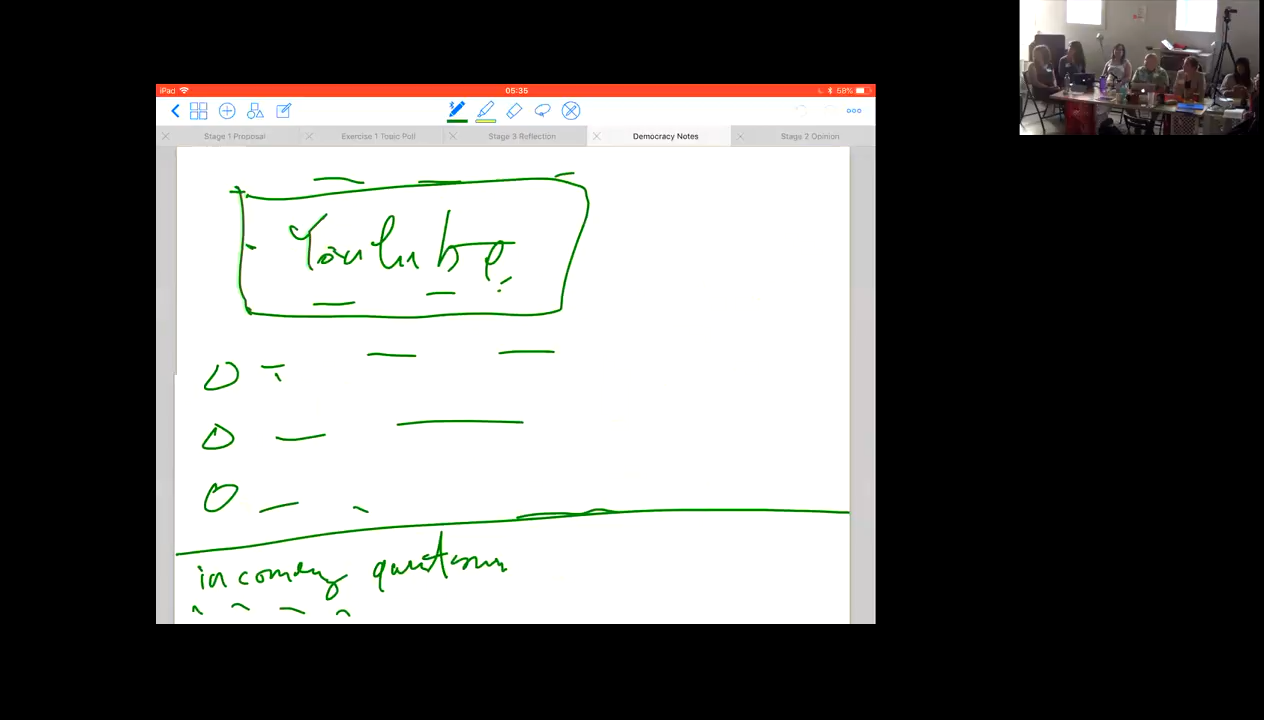 iPad 05:35 58%
Stage 1 Proposal Exercise 1 Topic Poll Stage 3 Reflection Democracy Notes Stage 2 Opinion
Youtube
incoming questions